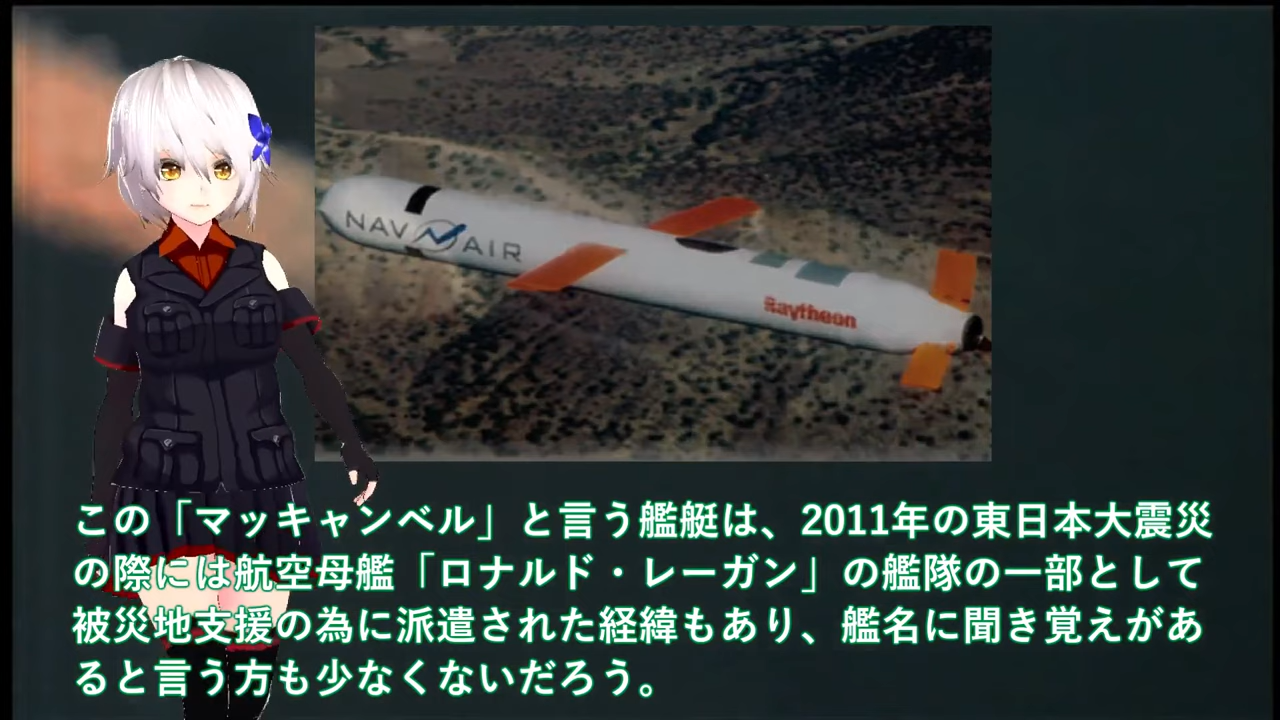 NAVAIR
Raytheon
この「マッキャンベル」と言う艦艇は、2011年の東日本大震災
の際には航空母艦「ロナルド・レーガン」の艦隊の一部として
被災地支援の為に派遣された経緯もあり、艦名に聞き覚えがあ
ると言う方も少なくないだろう。